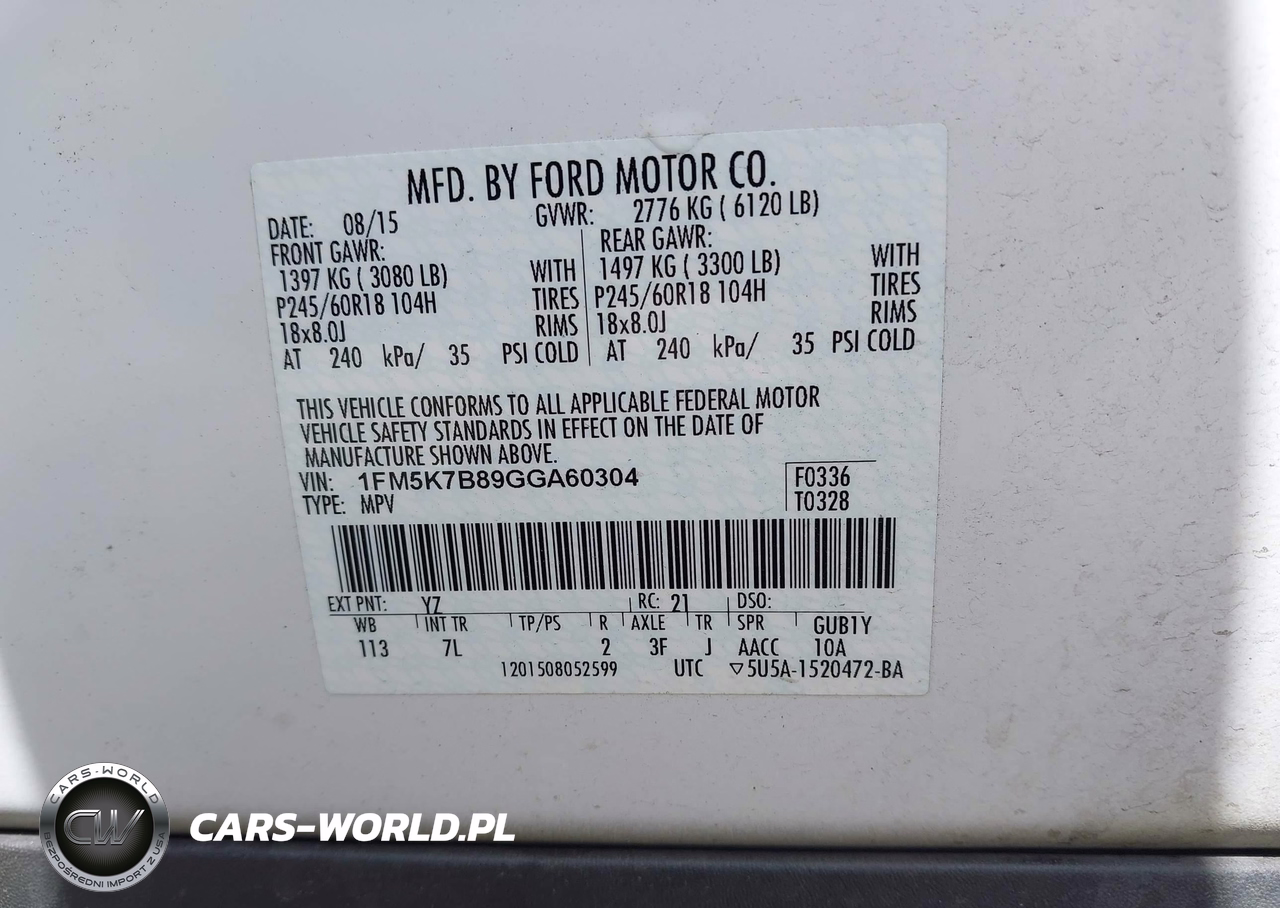 MFD. BY FORD MOTOR CO.
DATE: 08/15 GVWR: 2776 KG ( 6120 LB)
FRONT GAWR: REAR GAWR:
1397 KG ( 3080 LB) WITH 1497 KG ( 3300 LB) WITH
P245/60R18 104H TIRES P245/60R18 104H TIRES
18x8.0J RIMS 18x8.0J RIMS
AT 240 kPa/ 35 PSI COLD AT 240 kPa/ 35 PSI COLD
THIS VEHICLE CONFORMS TO ALL APPLICABLE FEDERAL MOTOR
VEHICLE SAFETY STANDARDS IN EFFECT ON THE DATE OF
MANUFACTURE SHOWN ABOVE.
VIN: 1FM5K7B89GGA60304 F0336
TYPE: MPV T0328
EXT PNT: YZ RC: 21 DSO:
WB INT TR TP/PS R AXLE TR SPR GUB1Y
113 7L 2 3F J AACC 10A
1201508052599 UTC ▽5U5A-1520472-BA
CARS-WORLD
CW
BEZPOŚREDNI IMPORT Z USA
CARS-WORLD.PL